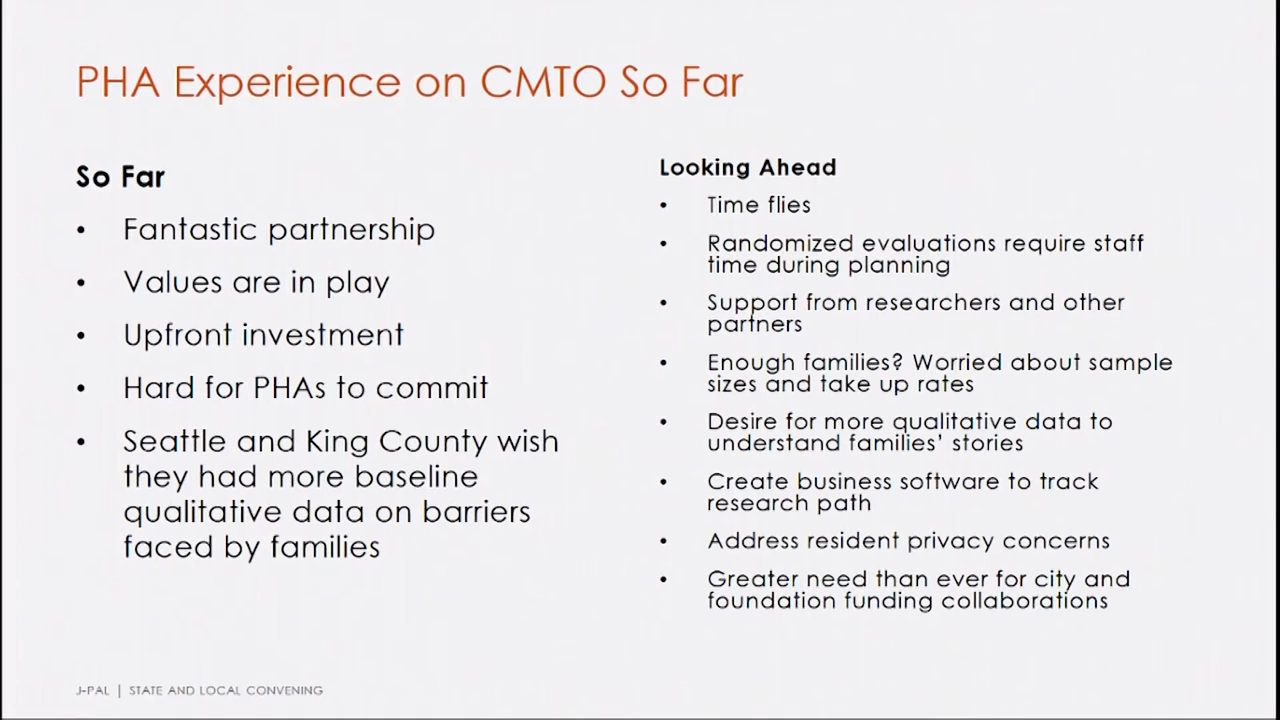 PHA Experience on CMTO So Far
So Far
• Fantastic partnership
• Values are in play
• Upfront investment
• Hard for PHAs to commit
• Seattle and King County wish
they had more baseline
qualitative data on barriers
faced by families
Looking Ahead
• Time flies
• Randomized evaluations require staff
time during planning
• Support from researchers and other
partners
• Enough families? Worried about sample
sizes and take up rates
• Desire for more qualitative data to
understand families' stories
• Create business software to track
research path
• Address resident privacy concerns
• Greater need than ever for city and
foundation funding collaborations
J-PAL | STATE AND LOCAL CONVENING